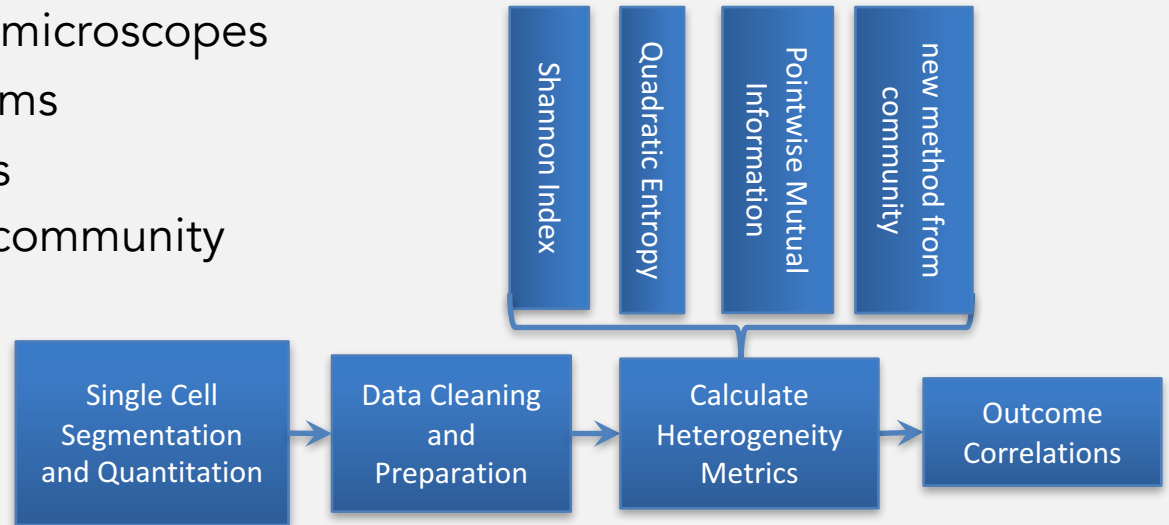 microscopes
ms
s
community
Shannon Index
Quadratic Entropy
Pointwise Mutual
Information
new method from
community
Single Cell
Segmentation
and Quantitation
Data Cleaning
and
Preparation
Calculate
Heterogeneity
Metrics
Outcome
Correlations